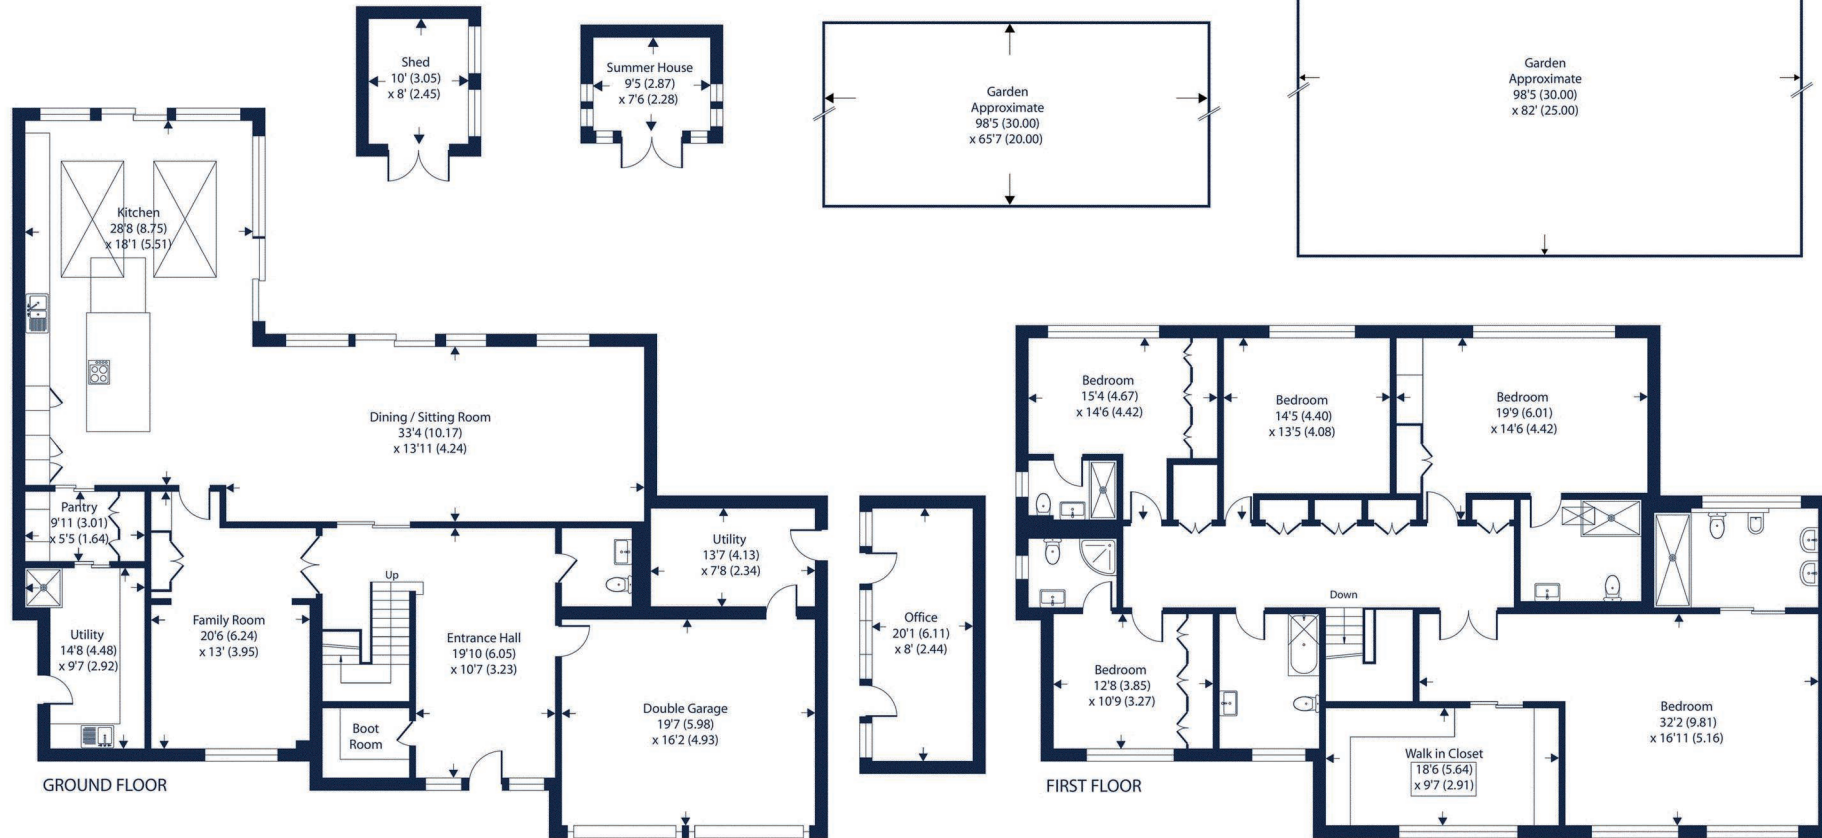 Shed
10' (3.05)
x 8' (2.45)
Summer House
9'5 (2.87)
x 7'6 (2.28)
Garden
Approximate
98'5 (30.00)
x 65'7 (20.00)
Garden
Approximate
98'5 (30.00)
x 82' (25.00)
Kitchen
28'8 (8.75)
x 18'1 (5.51)
Dining / Sitting Room
33'4 (10.17)
x 13'11 (4.24)
Pantry
9'11 (3.01)
x 5'5 (1.64)
Utility
14'8 (4.48)
x 9'7 (2.92)
Family Room
20'6 (6.24)
x 13' (3.95)
Up
Entrance Hall
19'10 (6.05)
x 10'7 (3.23)
Boot
Room
Utility
13'7 (4.13)
x 7'8 (2.34)
Double Garage
19'7 (5.98)
x 16'2 (4.93)
GROUND FLOOR
Office
20'1 (6.11)
x 8' (2.44)
Bedroom
15'4 (4.67)
x 14'6 (4.42)
Bedroom
14'5 (4.40)
x 13'5 (4.08)
Bedroom
19'9 (6.01)
x 14'6 (4.42)
Down
Bedroom
12'8 (3.85)
x 10'9 (3.27)
Bedroom
32'2 (9.81)
x 16'11 (5.16)
Walk in Closet
18'6 (5.64)
x 9'7 (2.91)
FIRST FLOOR